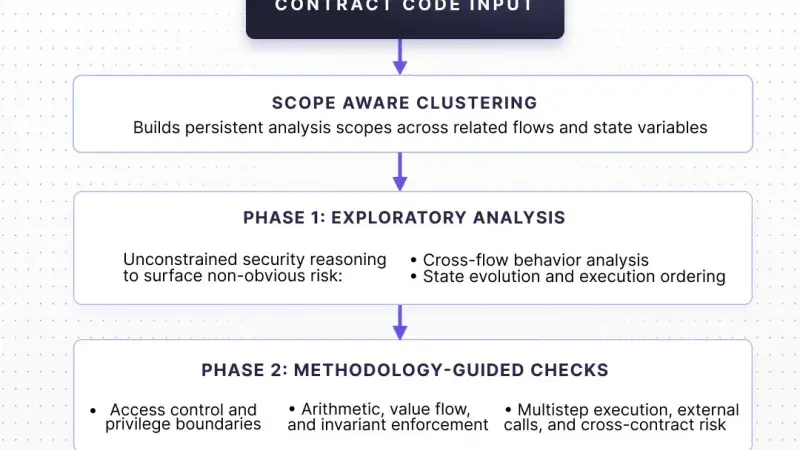 CONTRACT CODE INPUT
SCOPE AWARE CLUSTERING
Builds persistent analysis scopes across related flows and state variables
PHASE 1: EXPLORATORY ANALYSIS
Unconstrained security reasoning
to surface non-obvious risk:
• Cross-flow behavior analysis
• State evolution and execution ordering
PHASE 2: METHODOLOGY-GUIDED CHECKS
• Access control and
privilege boundaries
• Arithmetic, value flow,
and invariant enforcement
• Multistep execution, external
calls, and cross-contract risk